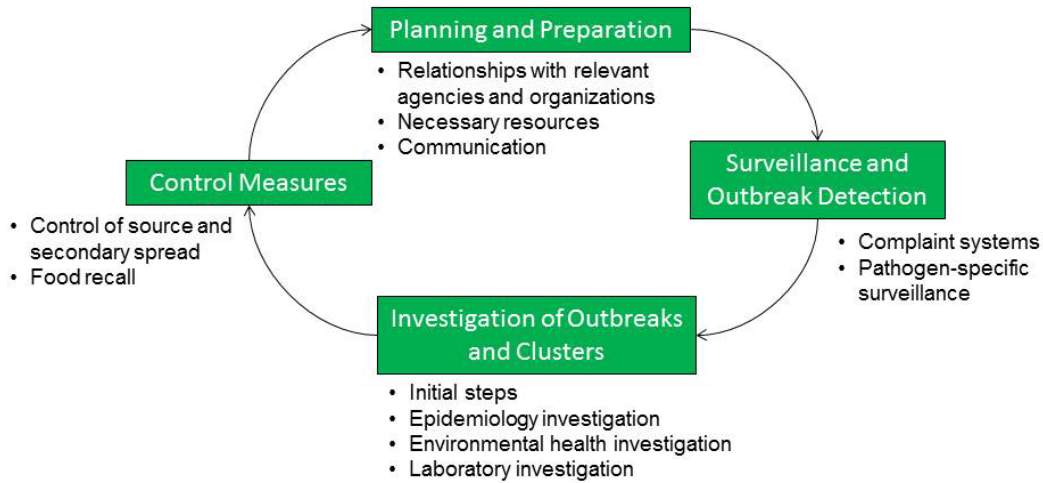 Planning and Preparation
• Relationships with relevant
agencies and organizations
• Necessary resources
• Communication
Surveillance and
Outbreak Detection
• Complaint systems
• Pathogen-specific
surveillance
Investigation of Outbreaks
and Clusters
• Initial steps
• Epidemiology investigation
• Environmental health investigation
• Laboratory investigation
Control Measures
• Control of source and
secondary spread
• Food recall